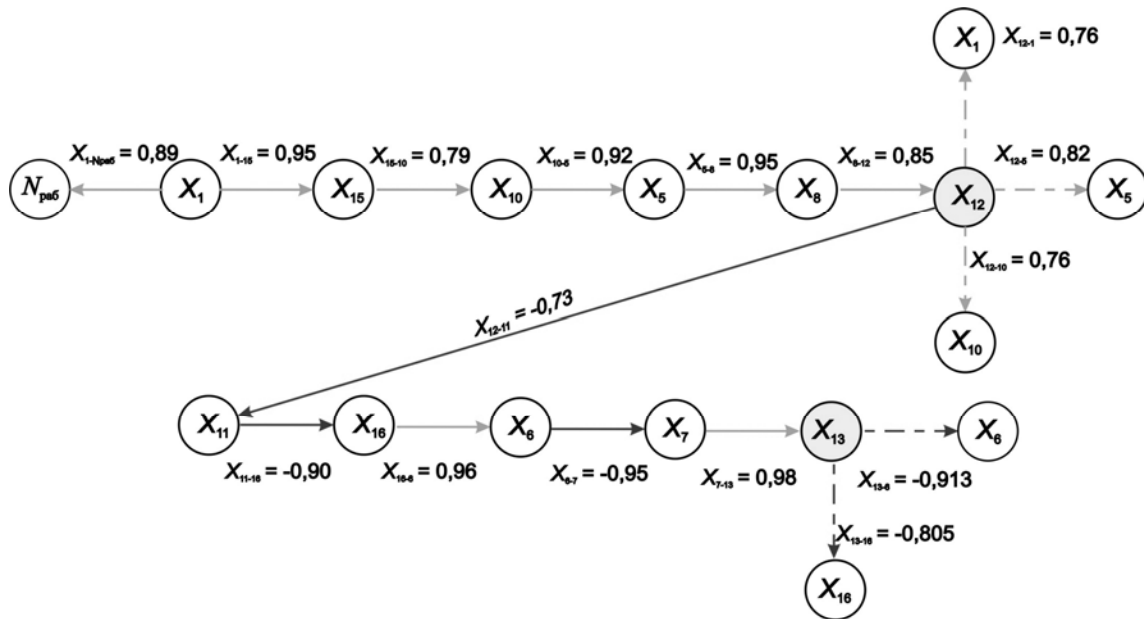 X₁ X₁₂₋₁ = 0,76
X₁₋Nраб = 0,89 X₁₋₁₅ = 0,95 X₁₅₋₁₀ = 0,79 X₁₀₋₅ = 0,92 X₅₋₈ = 0,95 X₈₋₁₂ = 0,85 X₁₂₋₅ = 0,82
Nраб X₁ X₁₅ X₁₀ X₅ X₈ X₁₂ X₅
X₁₂₋₁₀ = 0,76
X₁₂₋₁₁ = -0,73
X₁₀
X₁₁ X₁₆ X₆ X₇ X₁₃ X₆
X₁₁₋₁₆ = -0,90 X₁₆₋₆ = 0,96 X₆₋₇ = -0,95 X₇₋₁₃ = 0,98 X₁₃₋₆ = -0,913
X₁₃₋₁₆ = -0,805
X₁₆